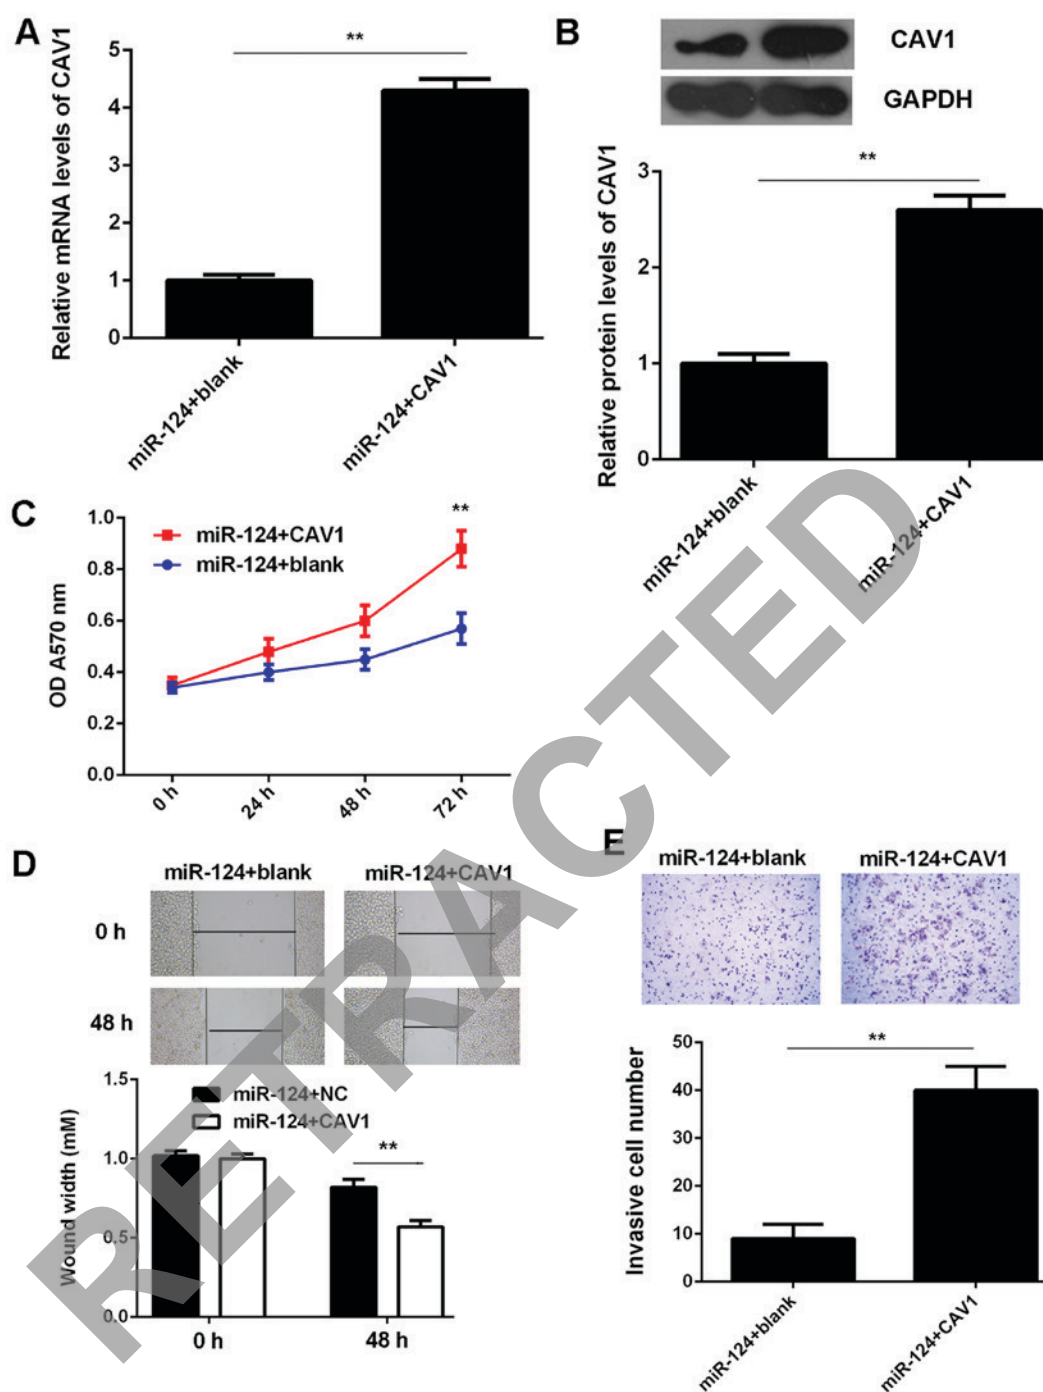 A
Relative mRNA levels of CAV1
5
4
3
2
1
0
**
miR-124+blank
miR-124+CAV1
B
CAV1
GAPDH
Relative protein levels of CAV1
3
2
1
0
**
miR-124+blank
miR-124+CAV1
C
OD A570 nm
1.0
0.8
0.6
0.4
0.2
0.0
miR-124+CAV1
miR-124+blank
**
0 h
24 h
48 h
72 h
D
miR-124+blank
miR-124+CAV1
0 h
48 h
Wound width (mM)
1.5
1.0
0.5
0.0
miR-124+NC
miR-124+CAV1
**
0 h
48 h
E
miR-124+blank
miR-124+CAV1
Invasive cell number
50
40
30
20
10
0
**
miR-124+blank
miR-124+CAV1
RETRACTED